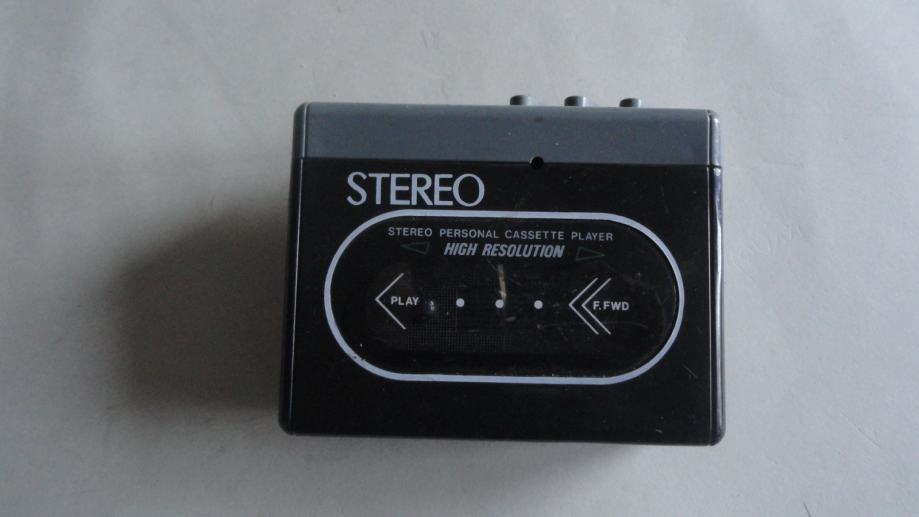 STEREO
STEREO PERSONAL CASSETTE PLAYER
HIGH RESOLUTION
PLAY F.FWD